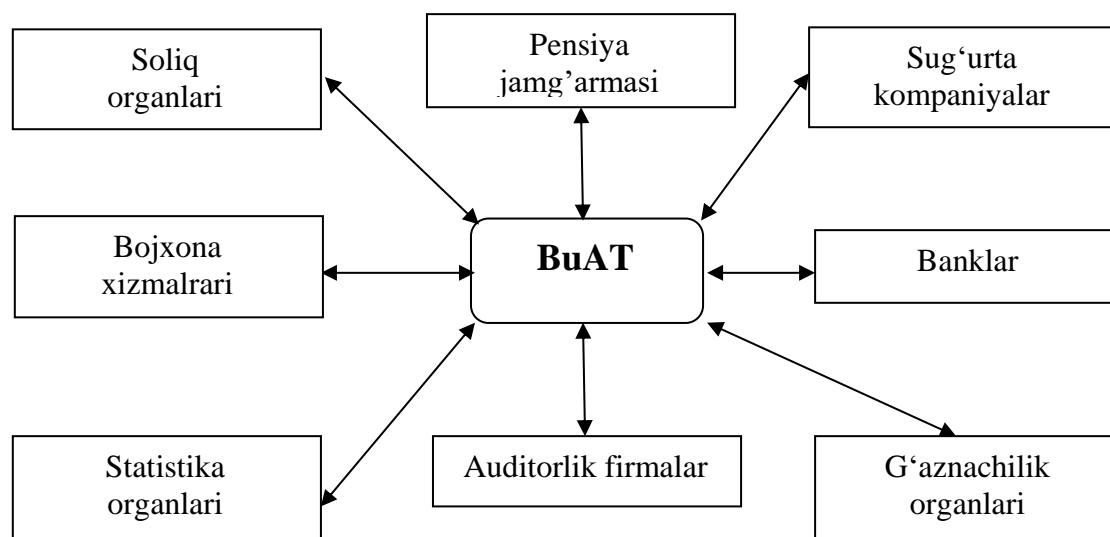 Soliq
organlari
Pensiya
jamg'armasi
Sug‘urta
kompaniyalar
Bojxona
xizmalrari
BuAT
Banklar
Statistika
organlari
Auditorlik firmalar
G‘aznachilik
organlari